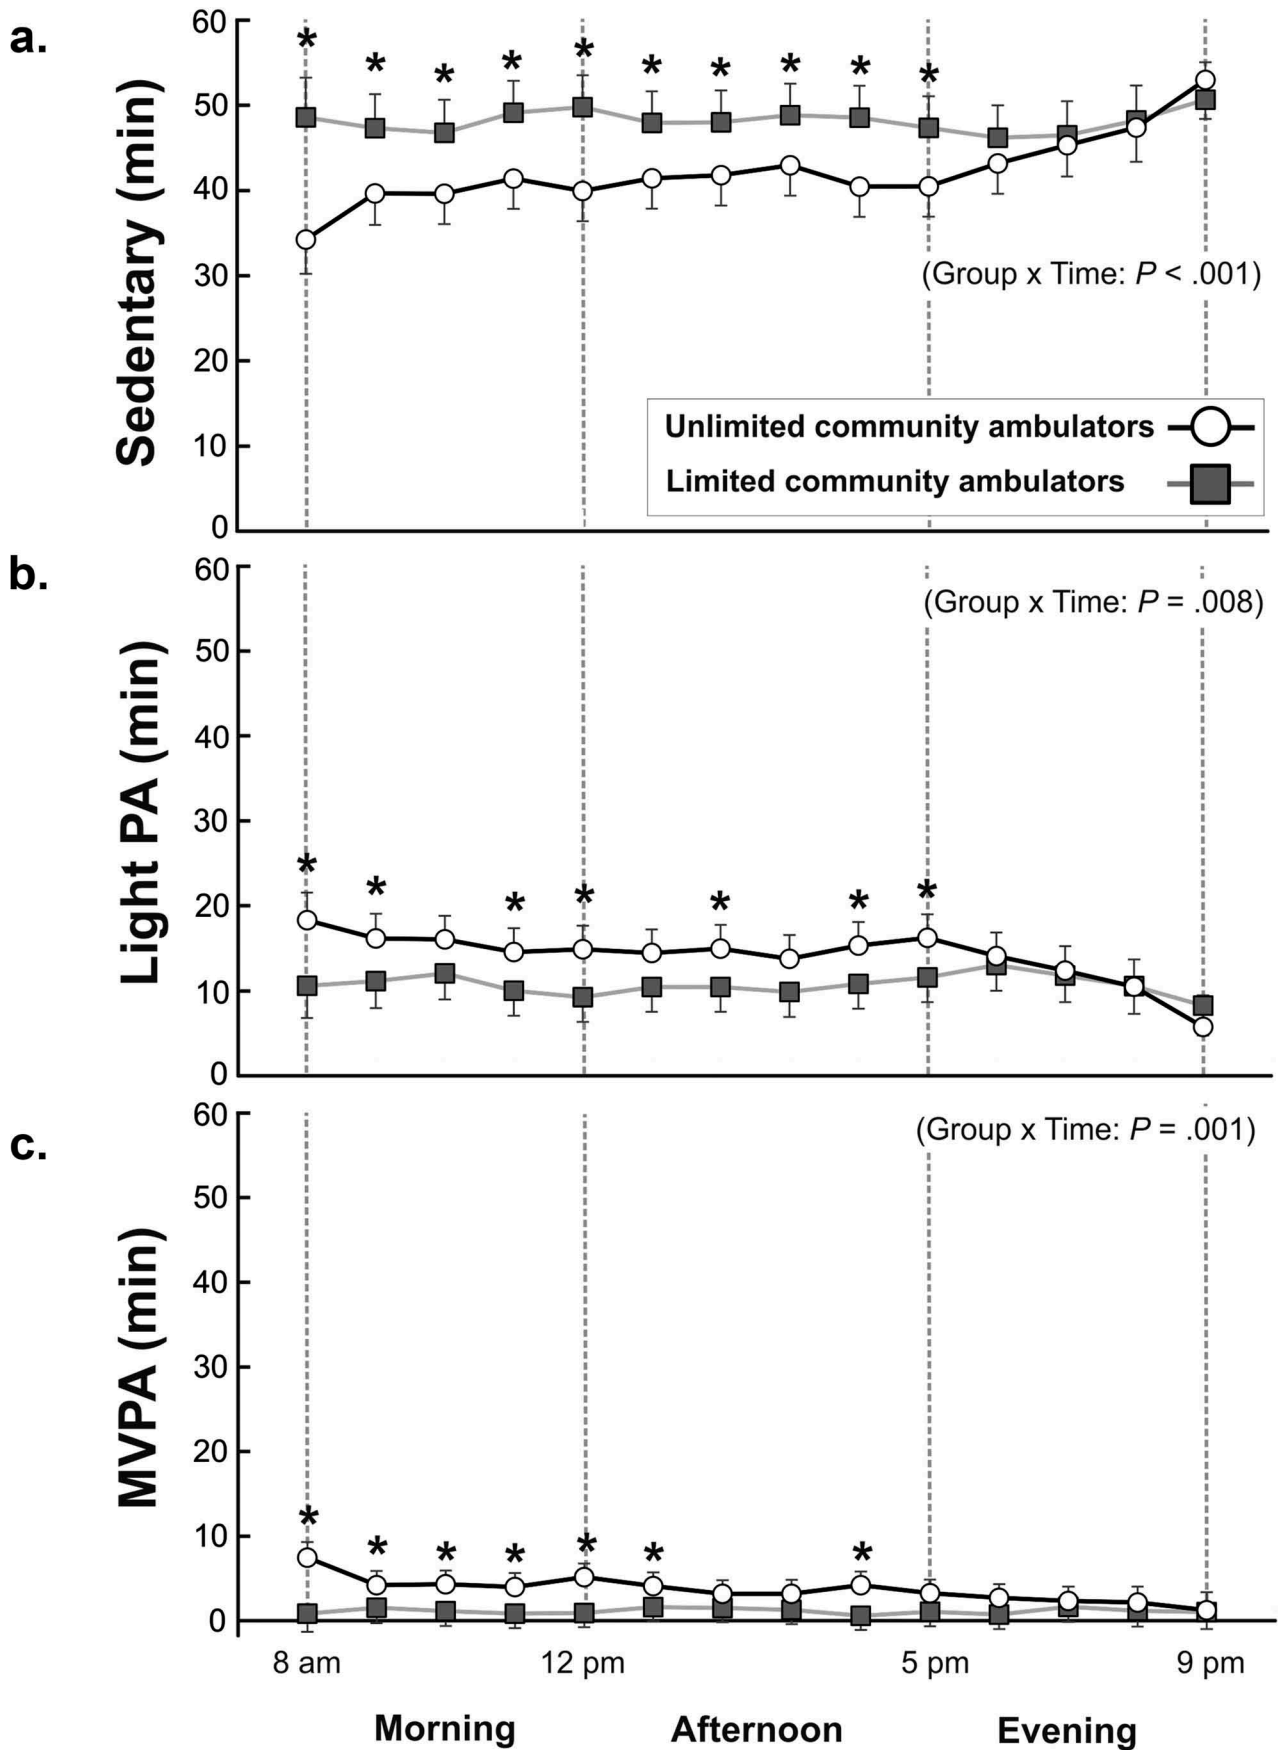 a.
Sedentary (min)
60
50
40
30
20
10
0
* * * * * * * * * *
(Group x Time: P < .001)
Unlimited community ambulators
Limited community ambulators
b.
Light PA (min)
60
50
40
30
20
10
0
(Group x Time: P = .008)
* * * * * * *
c.
MVPA (min)
60
50
40
30
20
10
0
(Group x Time: P = .001)
* * * * * * *
8 am 12 pm 5 pm 9 pm
Morning Afternoon Evening